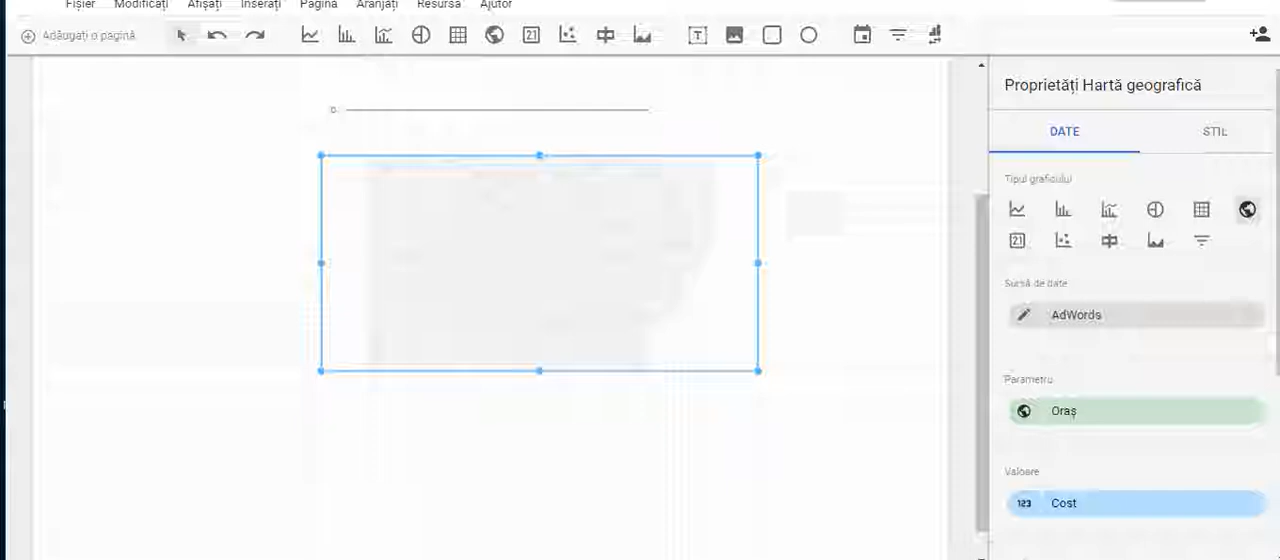 Fișier Modificați Afișați Inserați Pagină Aranjați Resursă Ajutor
Adăugați o pagină
Proprietăți Hartă geografică
DATE STIL
Tipul graficului
Sursă de date
AdWords
Parametru
Oraș
Valoare
123 Cost